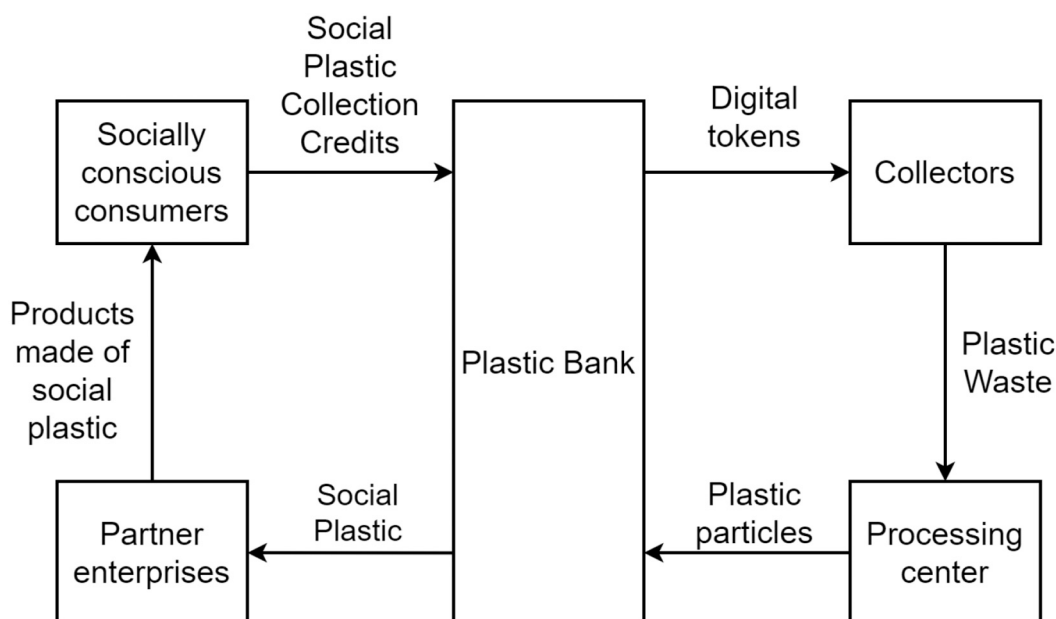 Social
Plastic
Collection
Credits
Digital
tokens
Socially
conscious
consumers
Collectors
Products
made of
social
plastic
Plastic Bank
Plastic
Waste
Social
Plastic
Plastic
particles
Partner
enterprises
Processing
center